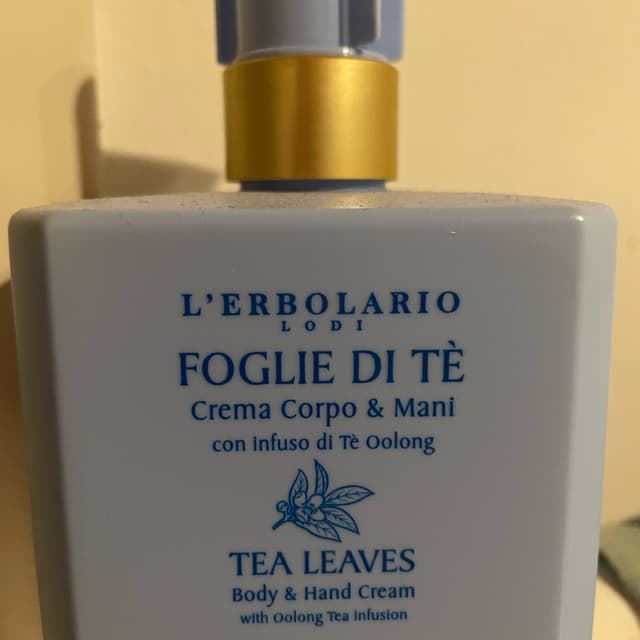 L'ERBOLARIO
LODI
FOGLIE DI TÈ
Crema Corpo & Mani
con Infuso di Tè Oolong
TEA LEAVES
Body & Hand Cream
with Oolong Tea Infusion